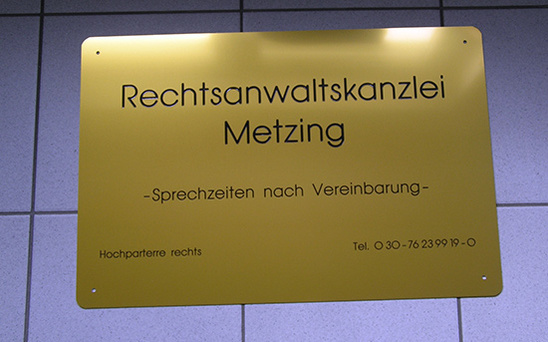 Rechtsanwaltskanzlei
Metzing
-Sprechzeiten nach Vereinbarung-
Hochparterre rechts
Tel. 0 30-76 23 99 19-0